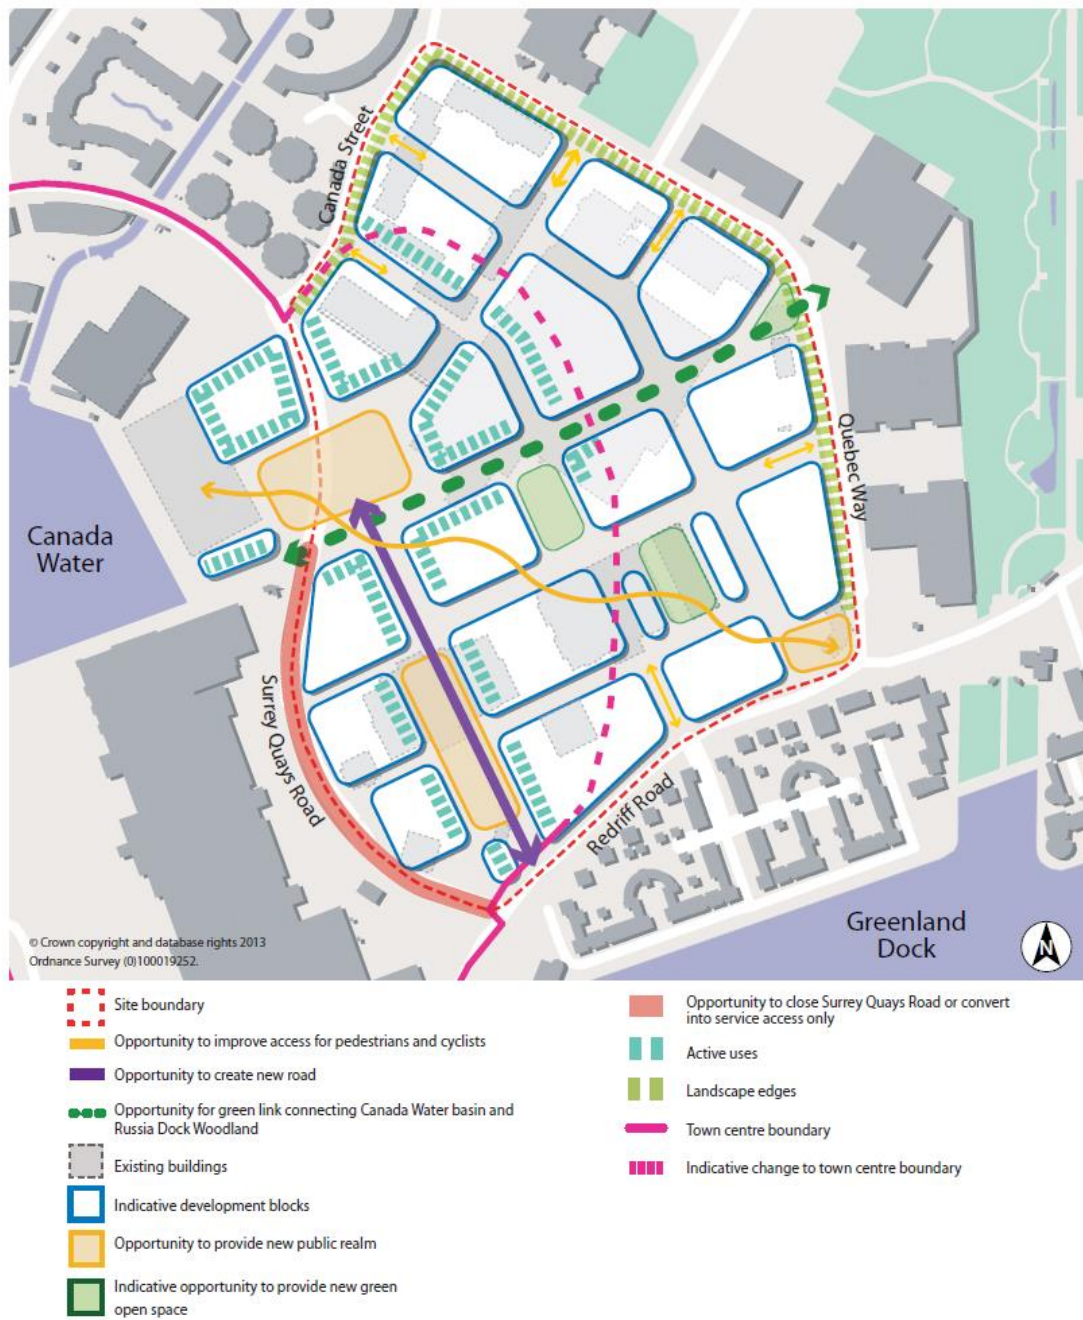 Canada Street
Canada
Water
Quebec Way
Surrey Quays Road
Redriff Road
Greenland
Dock
N
© Crown copyright and database rights 2013
Ordnance Survey (0)100019252.
Site boundary
Opportunity to improve access for pedestrians and cyclists
Opportunity to create new road
Opportunity for green link connecting Canada Water basin and
Russia Dock Woodland
Existing buildings
Indicative development blocks
Opportunity to provide new public realm
Indicative opportunity to provide new green
open space
Opportunity to close Surrey Quays Road or convert
into service access only
Active uses
Landscape edges
Town centre boundary
Indicative change to town centre boundary